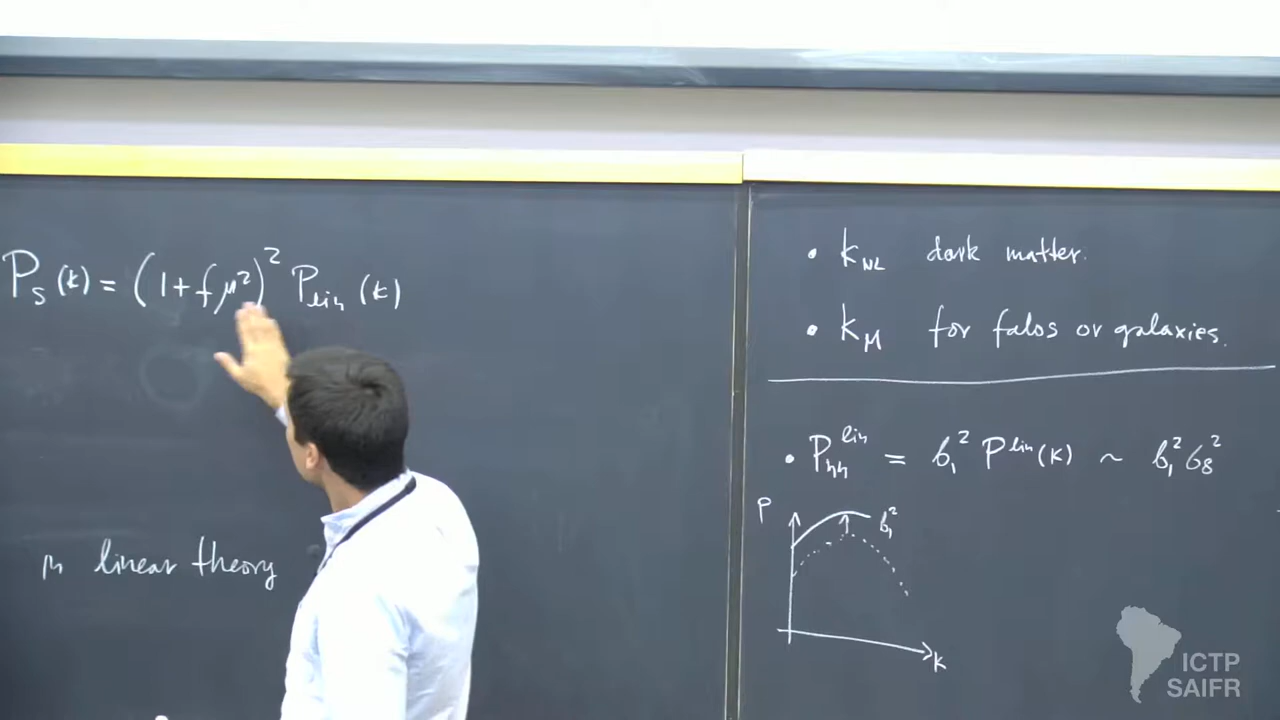 P_S (k) = (1+fμ²)² P_lin (k)
in linear theory
• k_NL dark matter.
• k_M for falos or galaxies.
• P_hh^lin = b₁² P^lin(k) ~ b₁² σ₈²
P
b₁²
k
ICTP
SAIFR